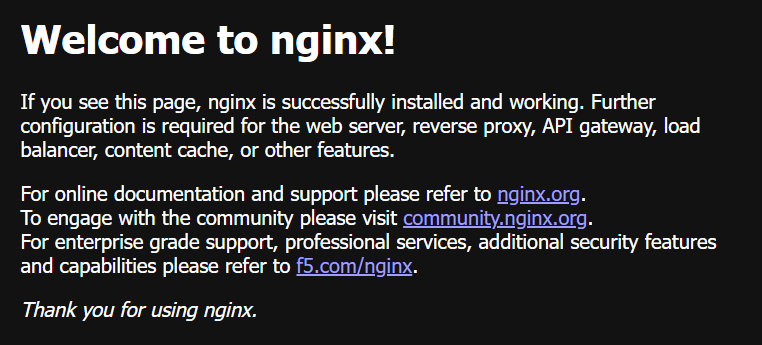 Welcome to nginx!
If you see this page, nginx is successfully installed and working. Further
configuration is required for the web server, reverse proxy, API gateway, load
balancer, content cache, or other features.
For online documentation and support please refer to nginx.org.
To engage with the community please visit community.nginx.org.
For enterprise grade support, professional services, additional security features
and capabilities please refer to f5.com/nginx.
Thank you for using nginx.